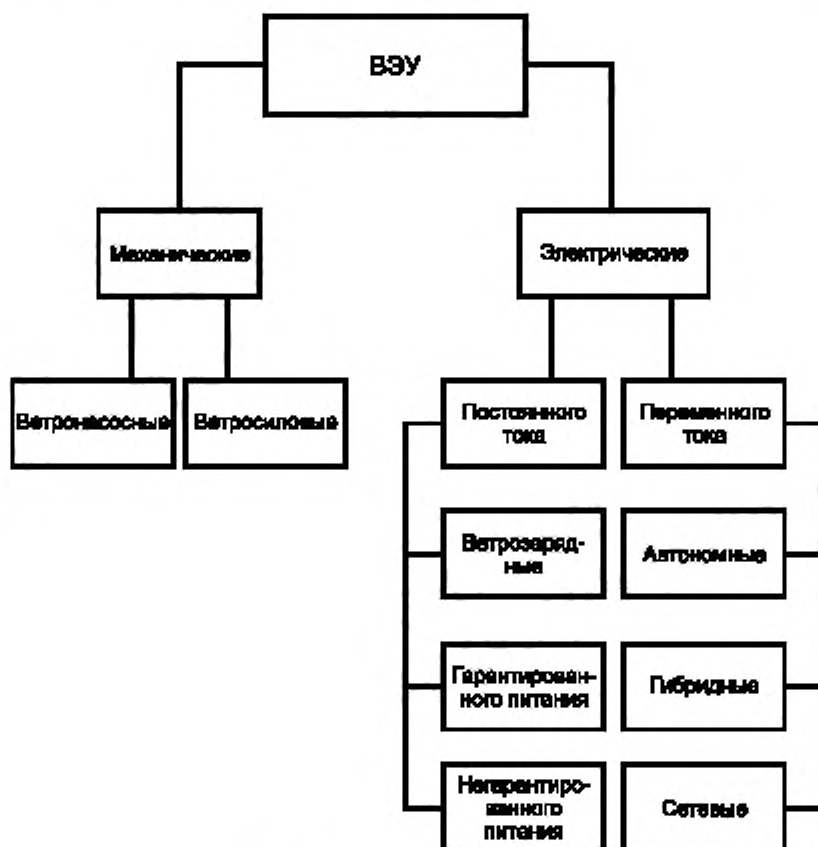 ВЭУ
Механические
Электрические
Ветронасосные
Ветросиловые
Постоянного
тока
Переменного
тока
Ветрозаряд-
ные
Автономные
Гарантирован-
ного питания
Гибридные
Негарантиро-
ванного
питания
Сетевые